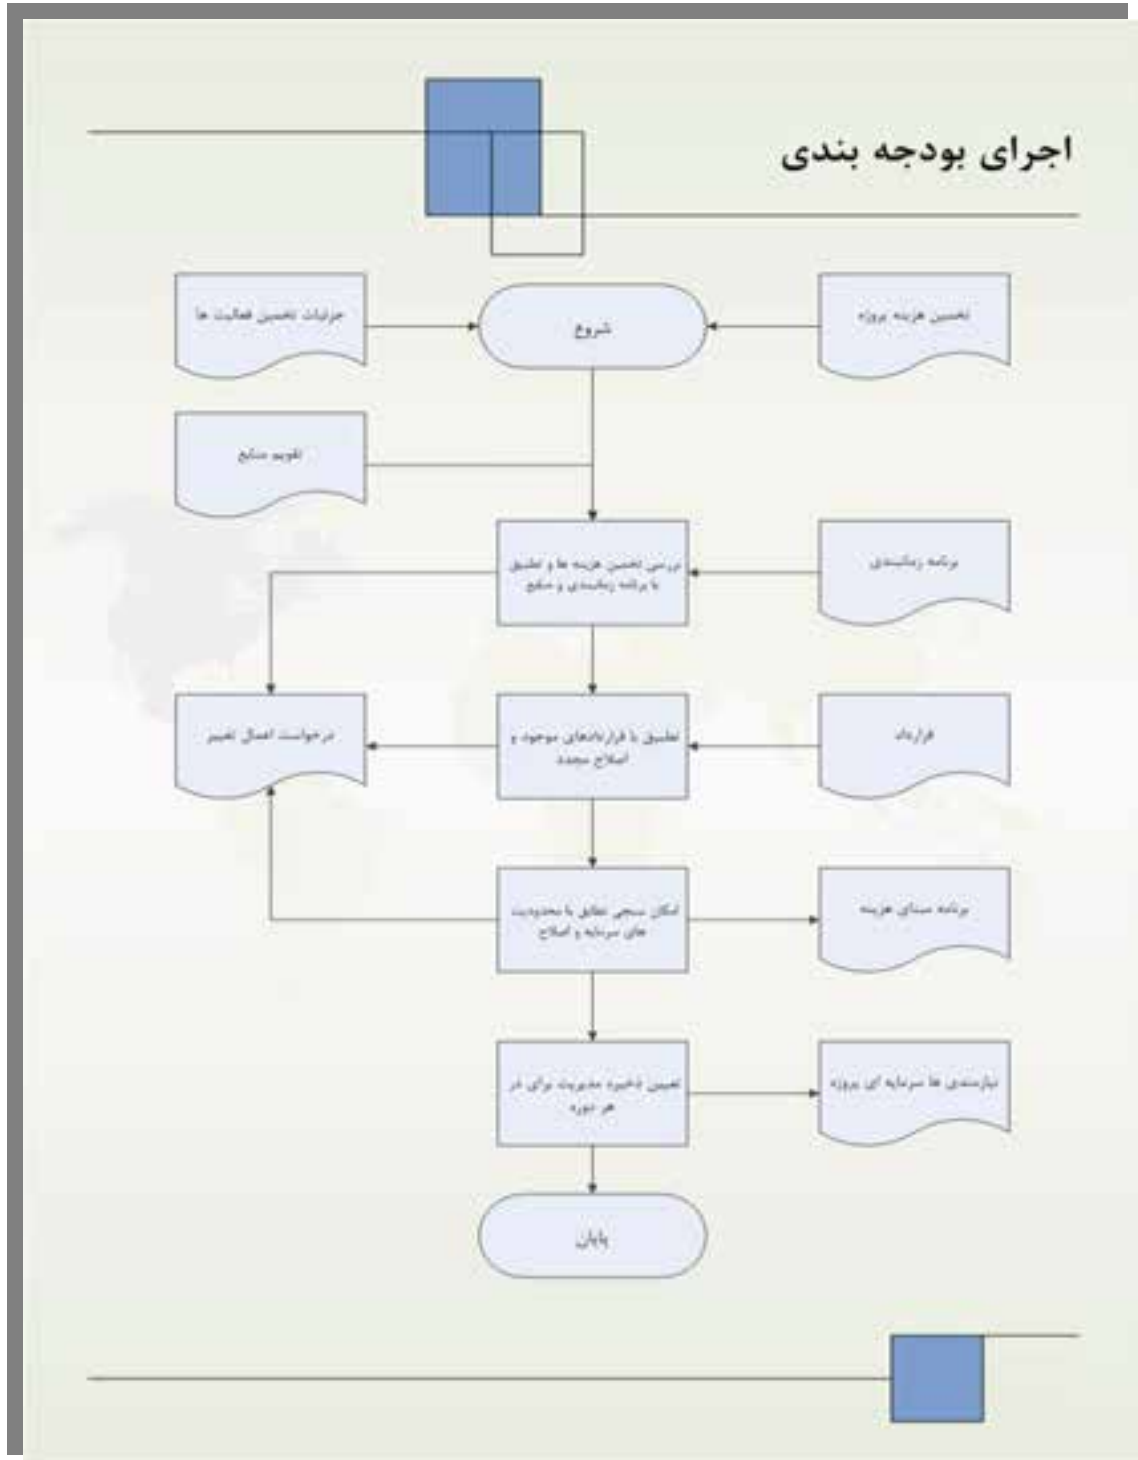 اجرای بودجه بندی
تخمین هزینه پروژه
شروع
جزئیات تخمین فعالیت ها
تقویم منابع
برنامه زمانبندی
بررسی تخمین هزینه ها و تطبیق
با برنامه زمانبندی و منابع
قرارداد
تطبیق با قراردادهای موجود و
اصلاح مجدد
درخواست اعمال تغییر
برنامه مبنای هزینه
امکان سنجی تطابق با محدودیت
های سرمایه و اصلاح
نیازمندی ها سرمایه ای پروژه
تعیین ذخیره مدیریت برای در
هر دوره
پایان